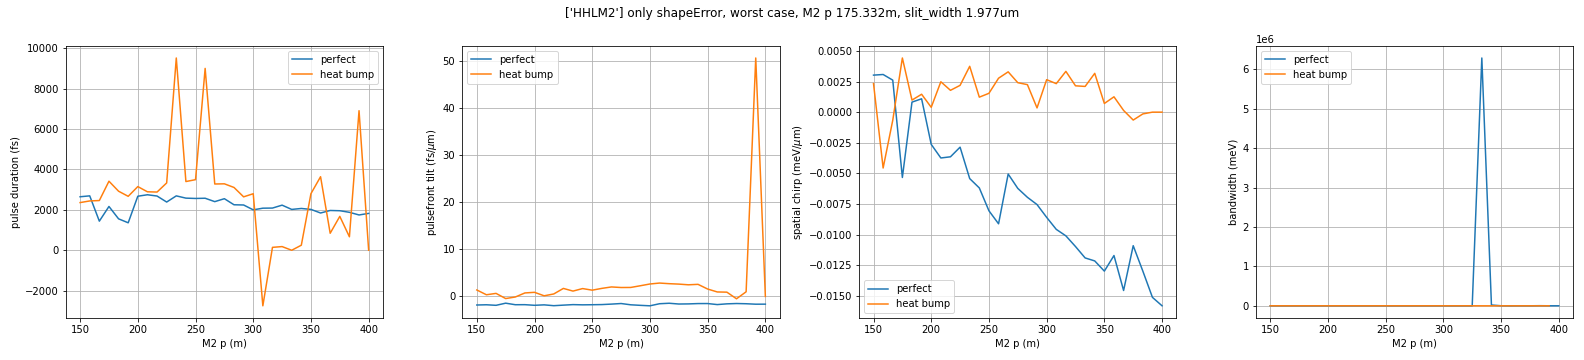 ['HHLM2'] only shapeError, worst case, M2 p 175.332m, slit_width 1.977um
10000
8000
6000
4000
2000
0
−2000
pulse duration (fs)
150 200 250 300 350 400
M2 p (m)
perfect
heat bump
50
40
30
20
10
0
pulsefront tilt (fs/μm)
150 200 250 300 350 400
M2 p (m)
perfect
heat bump
0.0050
0.0025
0.0000
−0.0025
−0.0050
−0.0075
−0.0100
−0.0125
−0.0150
spatial chirp (meV/μm)
150 200 250 300 350 400
M2 p (m)
perfect
heat bump
1e6
6
5
4
3
2
1
0
bandwidth (meV)
150 200 250 300 350 400
M2 p (m)
perfect
heat bump